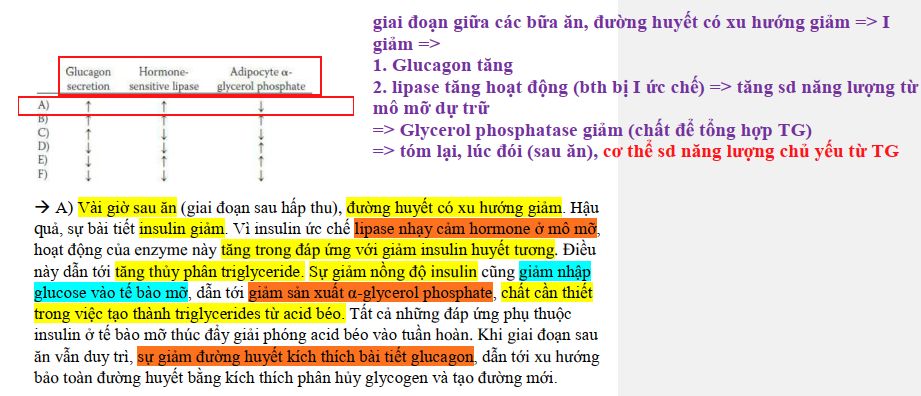 giai đoạn giữa các bữa ăn, đường huyết có xu hướng giảm => I
giảm =>
1. Glucagon tăng
2. lipase tăng hoạt động (bth bị I ức chế) => tăng sd năng lượng từ
mô mỡ dự trữ
=> Glycerol phosphatase giảm (chất để tổng hợp TG)
=> tóm lại, lúc đói (sau ăn), cơ thể sd năng lượng chủ yếu từ TG
Glucagon Hormone- Adipocyte α-
secretion sensitive lipase glycerol phosphate
A) ↑ ↑ ↓
B) ↑ ↑ ↑
C) ↑ ↓ ↓
D) ↓ ↓ ↑
E) ↓ ↑ ↑
F) ↓ ↓ ↓
→ A) Vài giờ sau ăn (giai đoạn sau hấp thu), đường huyết có xu hướng giảm. Hậu
quả, sự bài tiết insulin giảm. Vì insulin ức chế lipase nhạy cảm hormone ở mô mỡ,
hoạt động của enzyme này tăng trong đáp ứng với giảm insulin huyết tương. Điều
này dẫn tới tăng thủy phân triglyceride. Sự giảm nồng độ insulin cũng giảm nhập
glucose vào tế bào mỡ, dẫn tới giảm sản xuất α-glycerol phosphate, chất cần thiết
trong việc tạo thành triglycerides từ acid béo. Tất cả những đáp ứng phụ thuộc
insulin ở tế bào mỡ thúc đẩy giải phóng acid béo vào tuần hoàn. Khi giai đoạn sau
ăn vẫn duy trì, sự giảm đường huyết kích thích bài tiết glucagon, dẫn tới xu hướng
bảo toàn đường huyết bằng kích thích phân hủy glycogen và tạo đường mới.